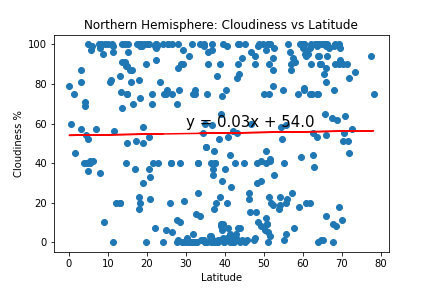 Northern Hemisphere: Cloudiness vs Latitude
100
80
60
40
20
0
Cloudiness %
y = 0.03x + 54.0
0 10 20 30 40 50 60 70 80
Latitude